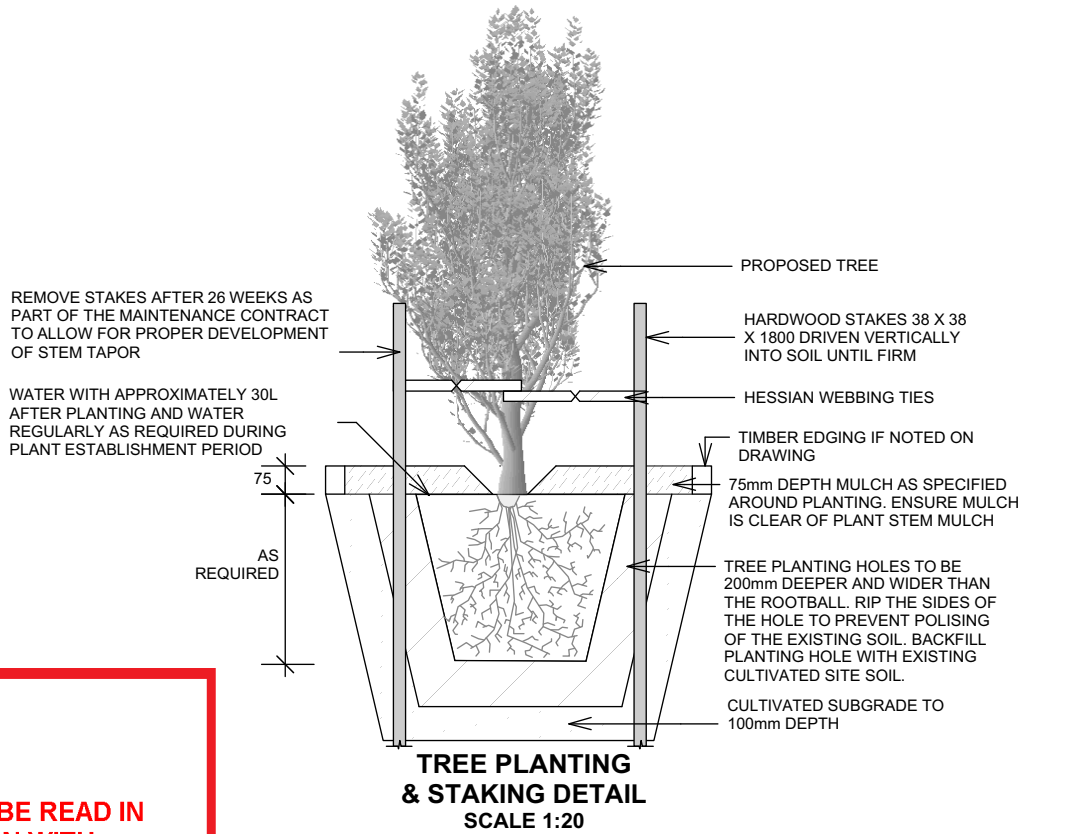 REMOVE STAKES AFTER 26 WEEKS AS
PART OF THE MAINTENANCE CONTRACT
TO ALLOW FOR PROPER DEVELOPMENT
OF STEM TAPOR
WATER WITH APPROXIMATELY 30L
AFTER PLANTING AND WATER
REGULARLY AS REQUIRED DURING
PLANT ESTABLISHMENT PERIOD
75
AS
REQUIRED
PROPOSED TREE
HARDWOOD STAKES 38 X 38
X 1800 DRIVEN VERTICALLY
INTO SOIL UNTIL FIRM
HESSIAN WEBBING TIES
TIMBER EDGING IF NOTED ON
DRAWING
75mm DEPTH MULCH AS SPECIFIED
AROUND PLANTING. ENSURE MULCH
IS CLEAR OF PLANT STEM MULCH
TREE PLANTING HOLES TO BE
200mm DEEPER AND WIDER THAN
THE ROOTBALL. RIP THE SIDES OF
THE HOLE TO PREVENT POLISING
OF THE EXISTING SOIL. BACKFILL
PLANTING HOLE WITH EXISTING
CULTIVATED SITE SOIL.
CULTIVATED SUBGRADE TO
100mm DEPTH
TREE PLANTING
& STAKING DETAIL
SCALE 1:20
BE READ IN
WITH